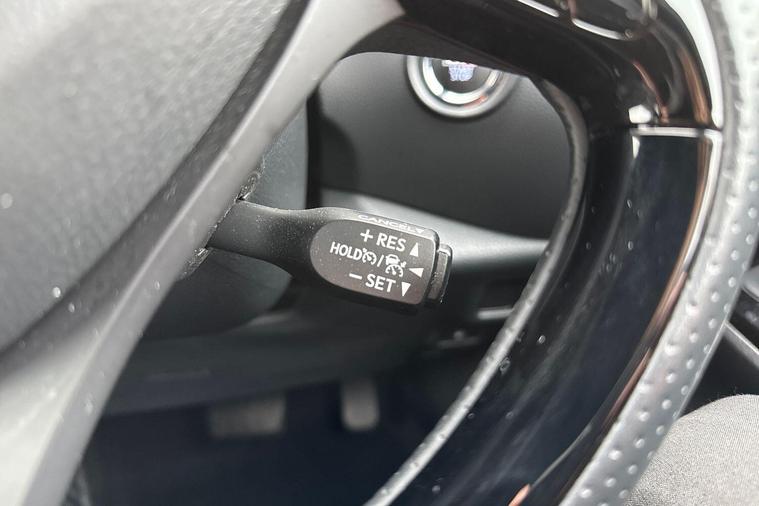 CANCEL
+ RES
HOLD /
− SET